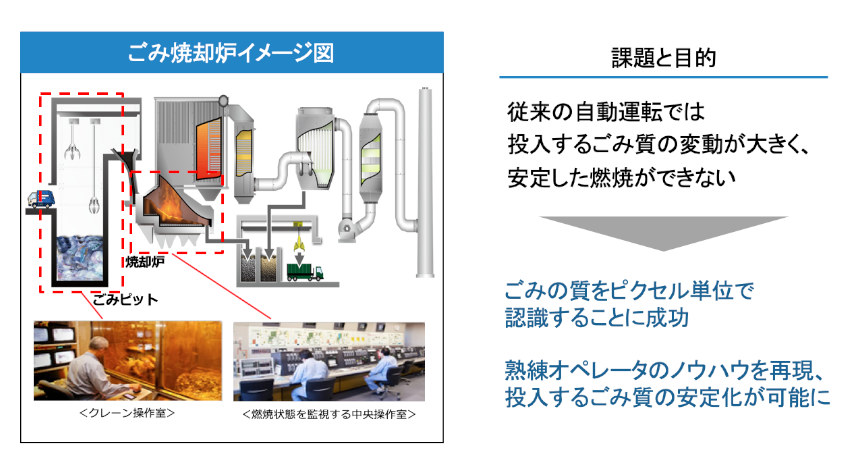 ごみ焼却炉イメージ図
焼却炉
ごみピット
<クレーン操作室>
<燃焼状態を監視する中央操作室>
課題と目的
従来の自動運転では
投入するごみ質の変動が大きく、
安定した燃焼ができない
ごみの質をピクセル単位で
認識することに成功
熟練オペレータのノウハウを再現、
投入するごみ質の安定化が可能に